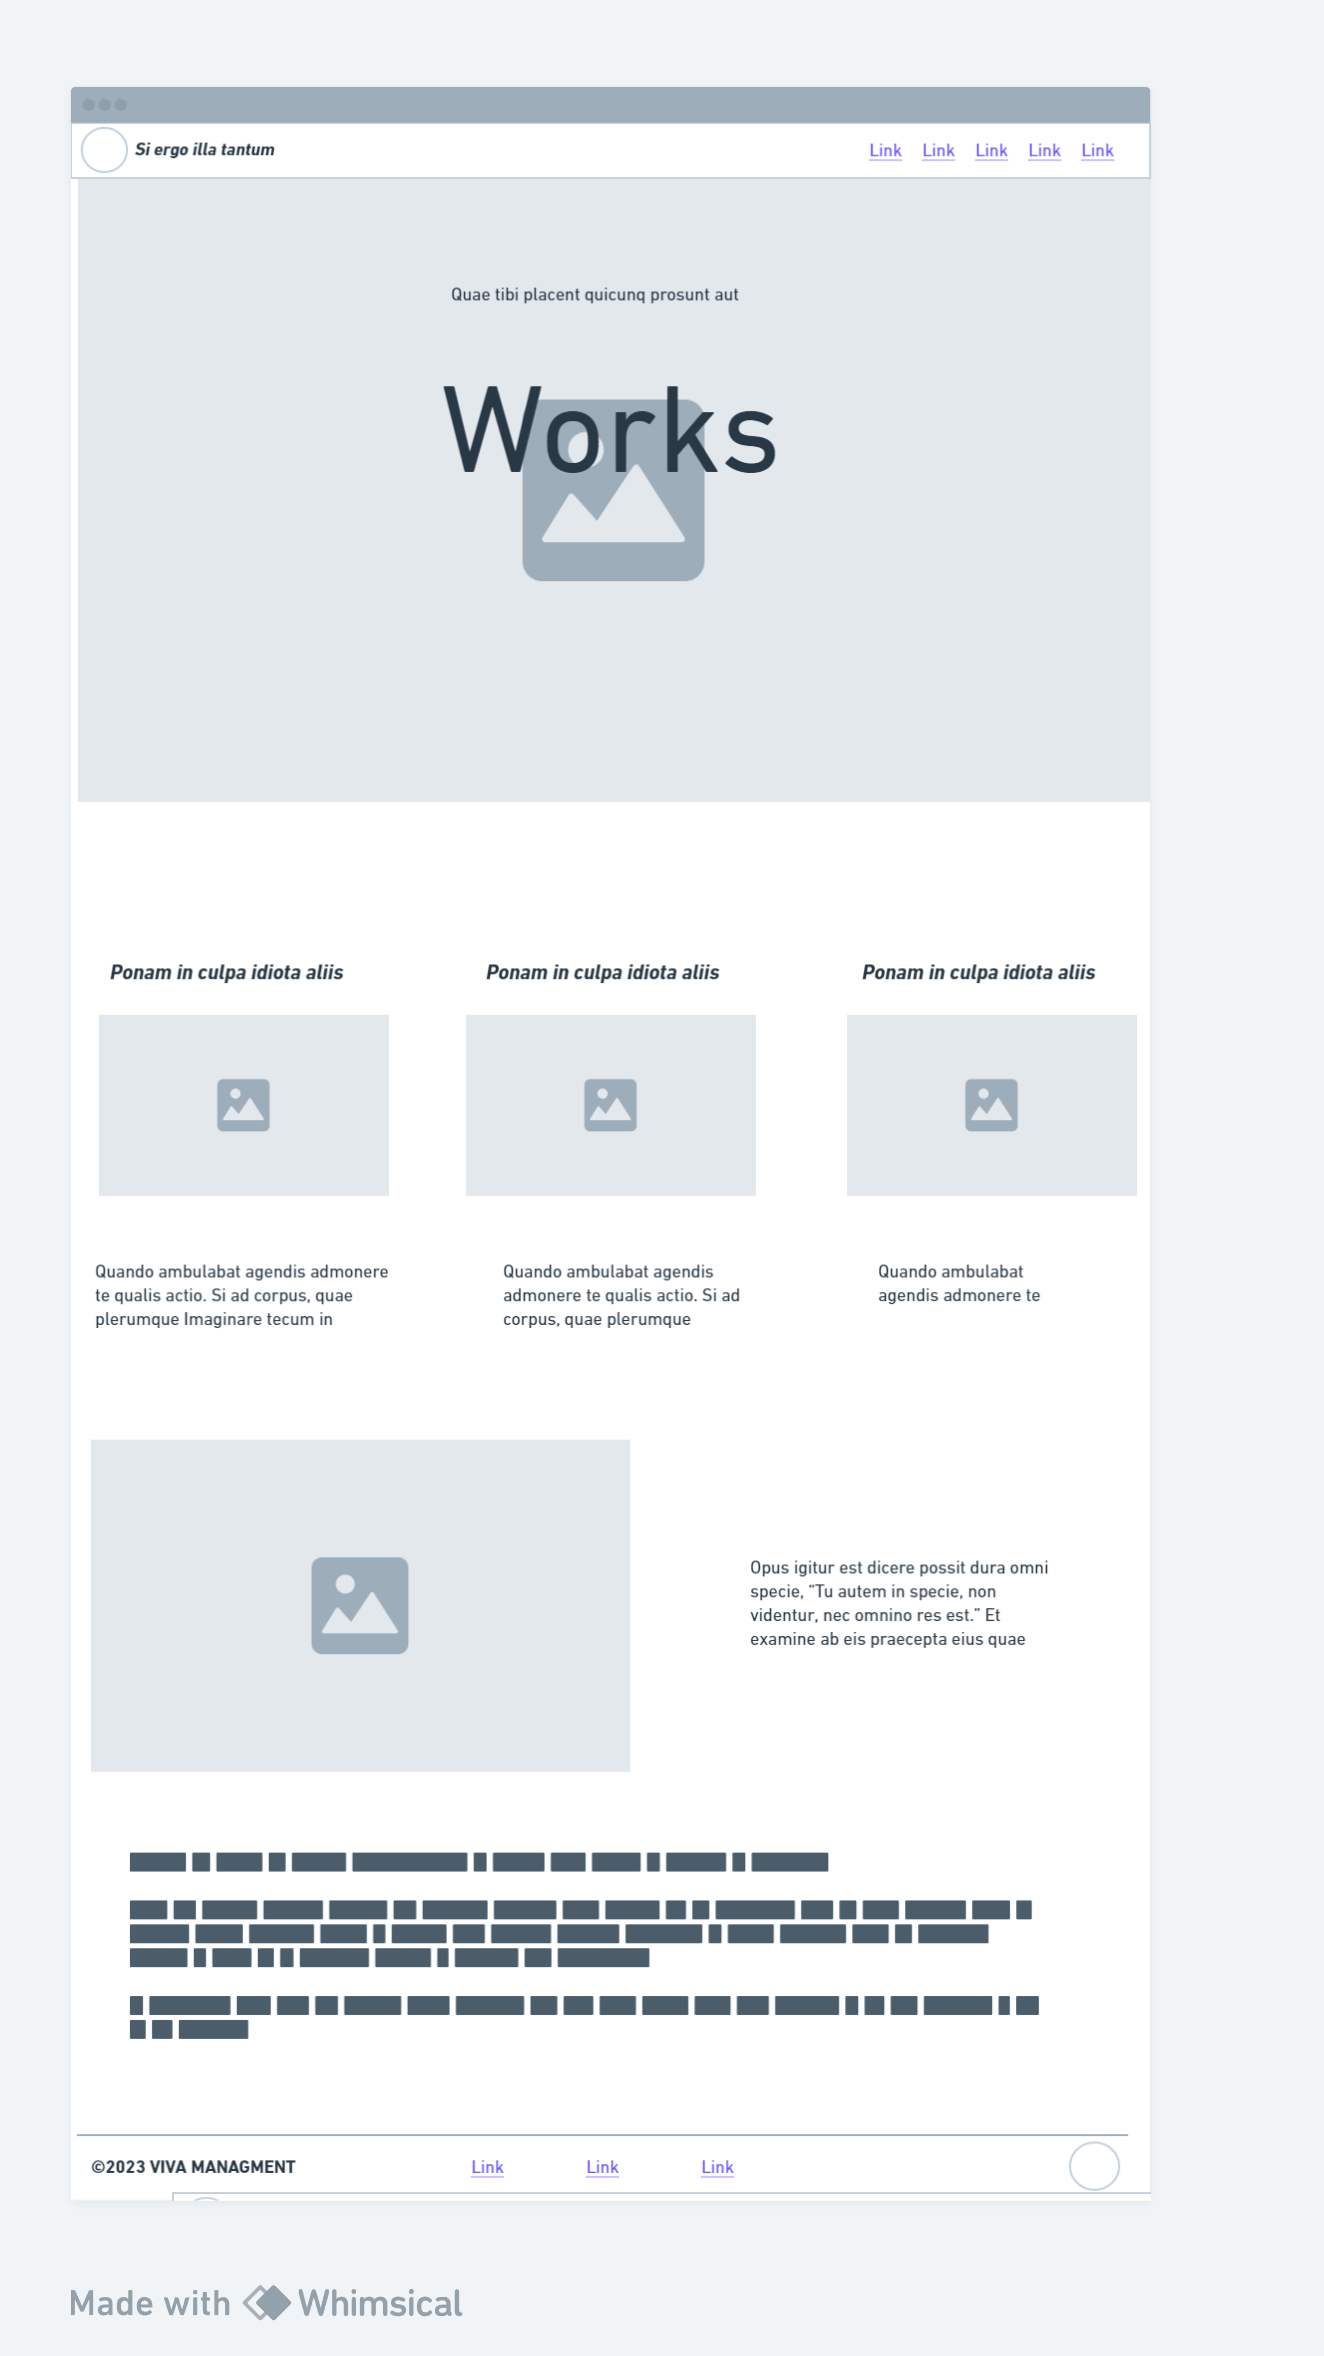 Si ergo illa tantum
Link Link Link Link Link
Quae tibi placent quicunq prosunt aut
Works
Ponam in culpa idiota aliis
Ponam in culpa idiota aliis
Ponam in culpa idiota aliis
Quando ambulabat agendis admonere
te qualis actio. Si ad corpus, quae
plerumque Imaginare tecum in
Quando ambulabat agendis
admonere te qualis actio. Si ad
corpus, quae plerumque
Quando ambulabat
agendis admonere te
Opus igitur est dicere possit dura omni
specie, “Tu autem in specie, non
videntur, nec omnino res est.” Et
examine ab eis praecepta eius quae
©2023 VIVA MANAGMENT
Link Link Link
Made with Whimsical